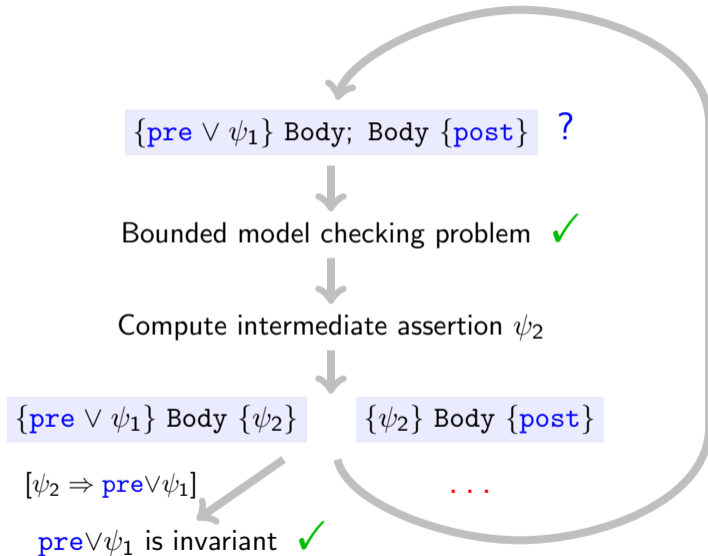 {pre ∨ ψ₁} Body; Body {post} ?
Bounded model checking problem ✓
Compute intermediate assertion ψ₂
{pre ∨ ψ₁} Body {ψ₂} {ψ₂} Body {post}
[ψ₂ ⇒ pre∨ψ₁] ...
pre∨ψ₁ is invariant ✓